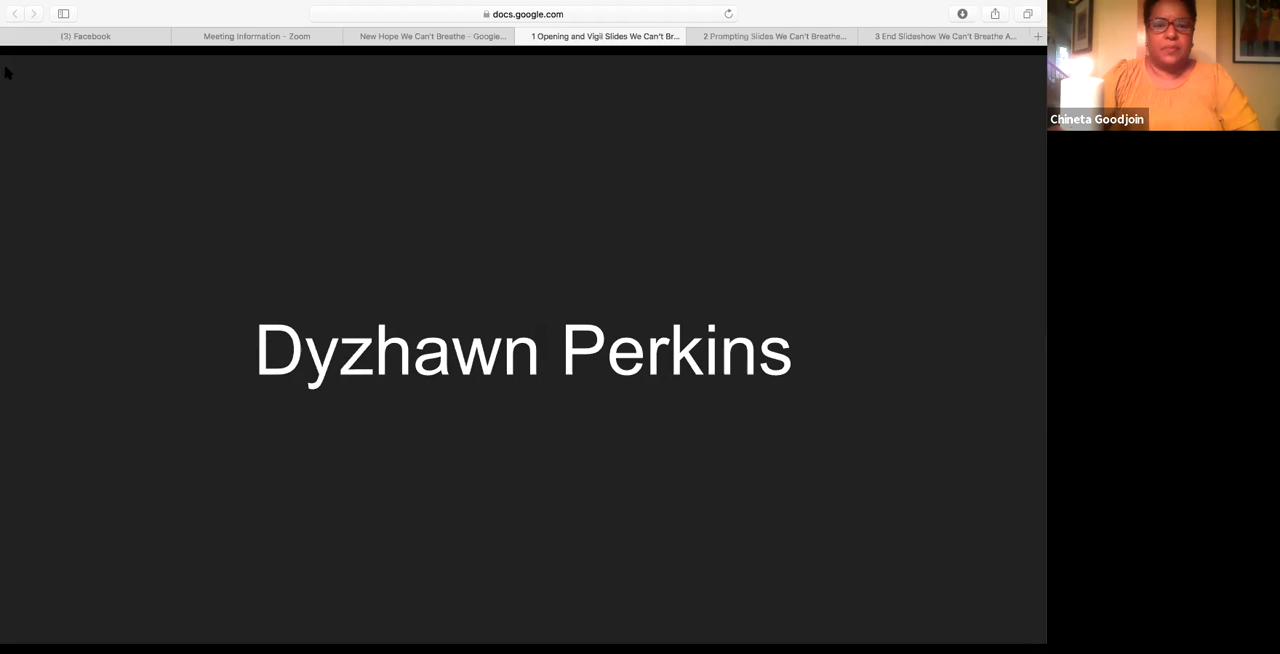 docs.google.com
(3) Facebook
Meeting Information - Zoom
New Hope We Can't Breathe - Google...
1 Opening and Vigil Slides We Can't Br...
2 Prompting Slides We Can't Breathe...
3 End Slideshow We Can't Breathe A...
Chineta Goodjoin
Dyzhawn Perkins